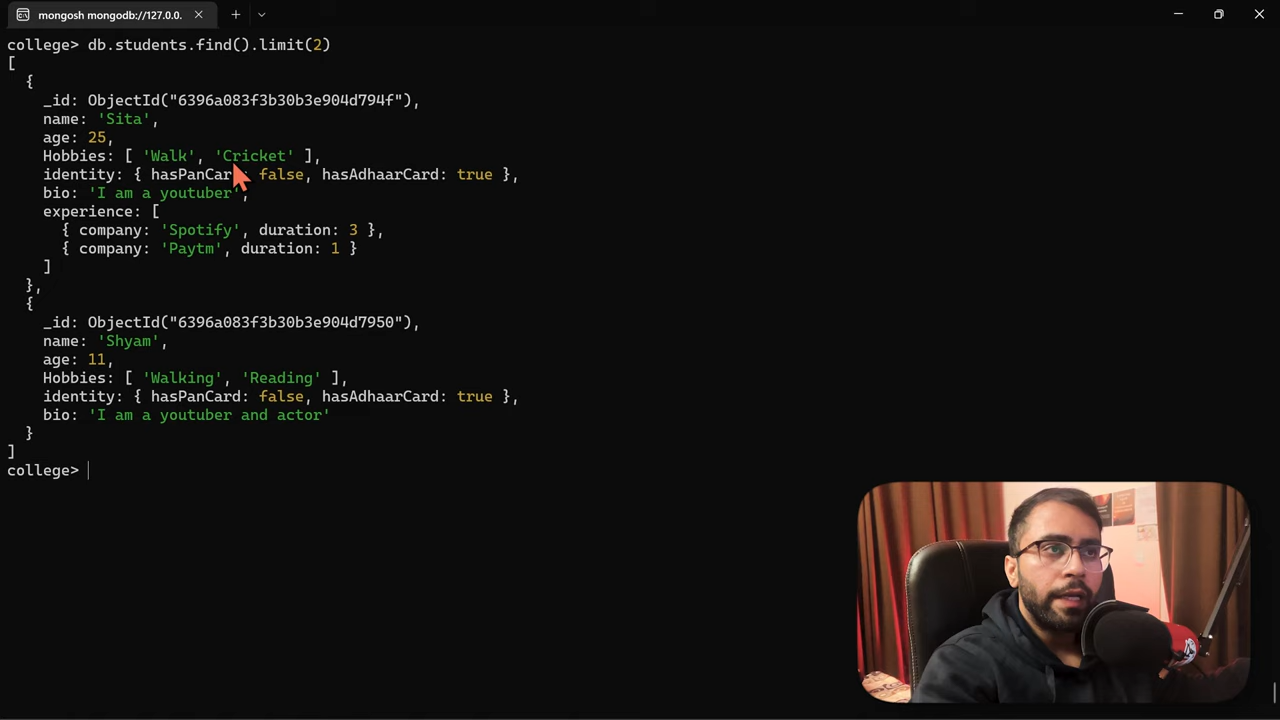 mongosh mongodb://127.0.0.
college> db.students.find().limit(2)
[
{
_id: ObjectId("6396a083f3b30b3e904d794f"),
name: 'Sita',
age: 25,
Hobbies: [ 'Walk', 'Cricket' ],
identity: { hasPanCar false, hasAdhaarCard: true },
bio: 'I am a youtuber',
experience: [
{ company: 'Spotify', duration: 3 },
{ company: 'Paytm', duration: 1 }
]
},
{
_id: ObjectId("6396a083f3b30b3e904d7950"),
name: 'Shyam',
age: 11,
Hobbies: [ 'Walking', 'Reading' ],
identity: { hasPanCard: false, hasAdhaarCard: true },
bio: 'I am a youtuber and actor'
}
]
college>